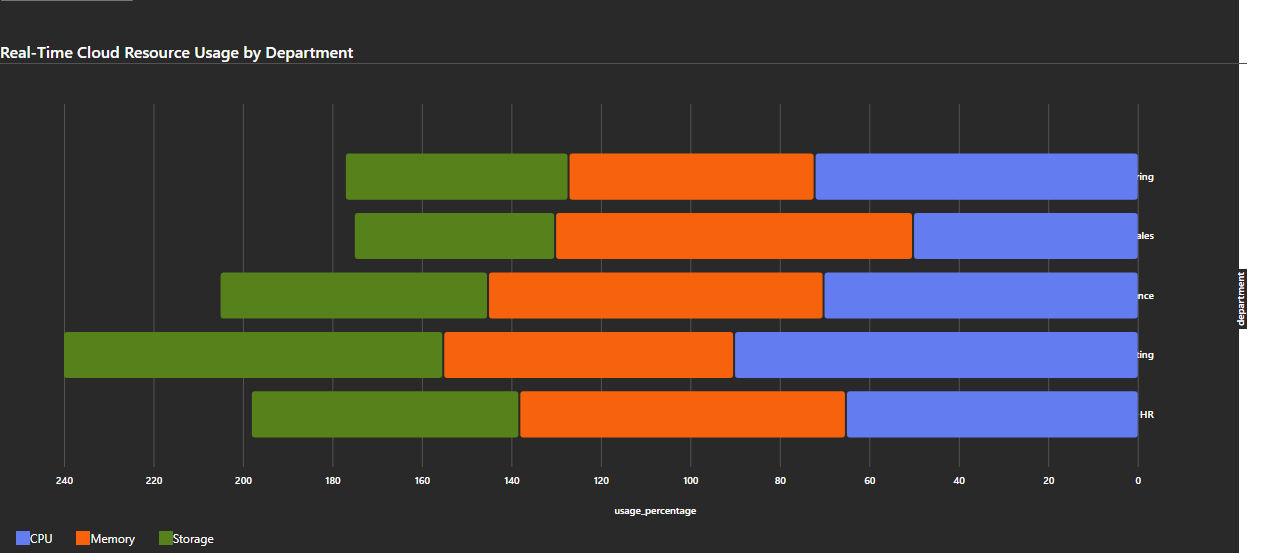 Real-Time Cloud Resource Usage by Department
ales
nce
ting
HR
department
240 220 200 180 160 140 120 100 80 60 40 20 0
usage_percentage
CPU Memory Storage